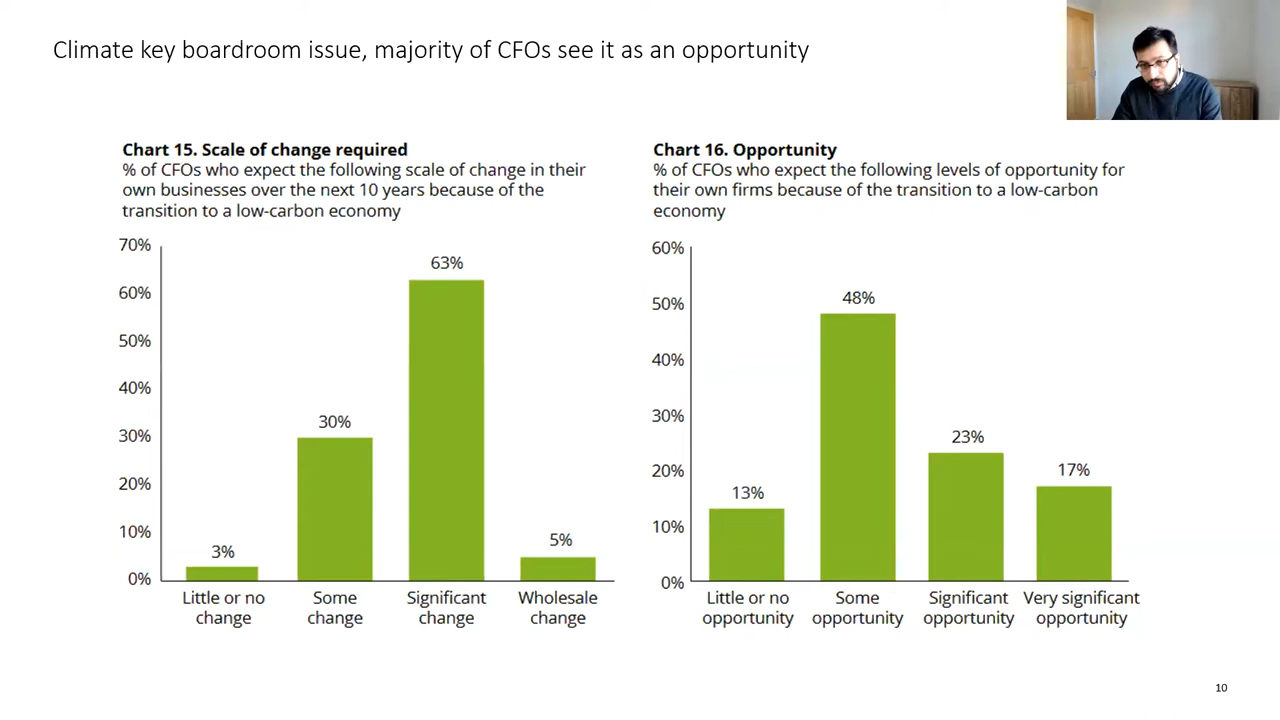 Climate key boardroom issue, majority of CFOs see it as an opportunity
Chart 15. Scale of change required
% of CFOs who expect the following scale of change in their
own businesses over the next 10 years because of the
transition to a low-carbon economy
70%
60%
50%
40%
30%
20%
10%
0%
3%
30%
63%
5%
Little or no
change
Some
change
Significant
change
Wholesale
change
Chart 16. Opportunity
% of CFOs who expect the following levels of opportunity for
their own firms because of the transition to a low-carbon
economy
60%
50%
40%
30%
20%
10%
0%
13%
48%
23%
17%
Little or no
opportunity
Some
opportunity
Significant
opportunity
Very significant
opportunity
10